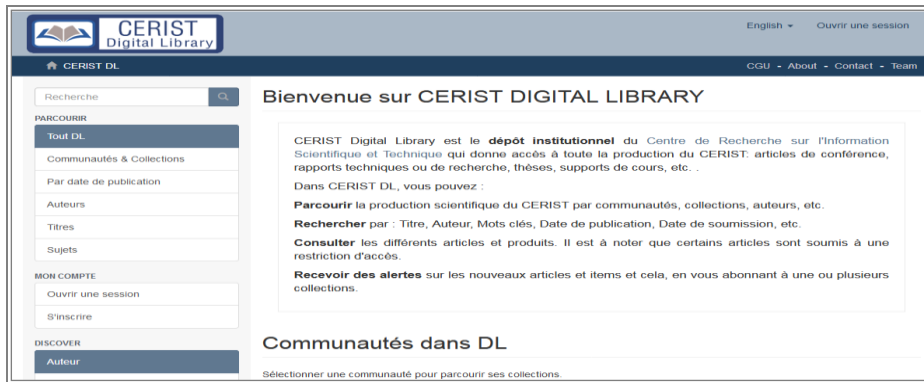 CERIST
Digital Library
English
Ouvrir une session
CERIST DL
CGU - About - Contact - Team
Recherche
PARCOURIR
Tout DL
Communautés & Collections
Par date de publication
Auteurs
Titres
Sujets
MON COMPTE
Ouvrir une session
S'inscrire
DISCOVER
Auteur
Bienvenue sur CERIST DIGITAL LIBRARY
CERIST Digital Library est le dépôt institutionnel du Centre de Recherche sur l'Information
Scientifique et Technique qui donne accès à toute la production du CERIST: articles de conférence,
rapports techniques ou de recherche, thèses, supports de cours, etc. .
Dans CERIST DL, vous pouvez :
Parcourir la production scientifique du CERIST par communautés, collections, auteurs, etc.
Rechercher par : Titre, Auteur, Mots clés, Date de publication, Date de soumission, etc.
Consulter les différents articles et produits. Il est à noter que certains articles sont soumis à une
restriction d'accés.
Recevoir des alertes sur les nouveaux articles et items et cela, en vous abonnant à une ou plusieurs
collections.
Communautés dans DL
Sélectionner une communauté pour parcourir ses collections.